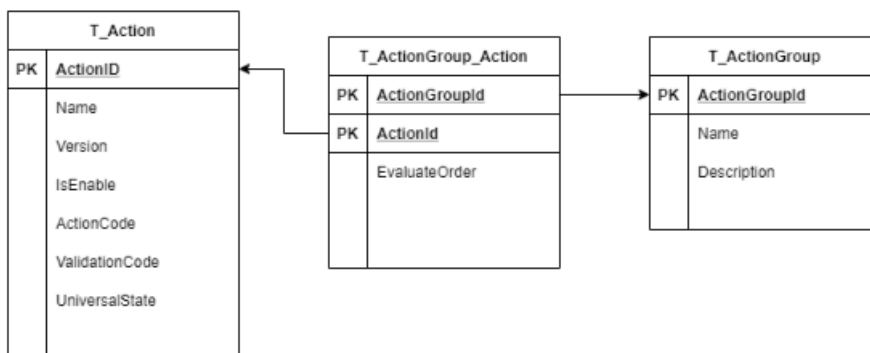 T_Action
PK ActionID
Name
Version
IsEnable
ActionCode
ValidationCode
UniversalState
T_ActionGroup_Action
PK ActionGroupId
PK ActionId
EvaluateOrder
T_ActionGroup
PK ActionGroupId
Name
Description